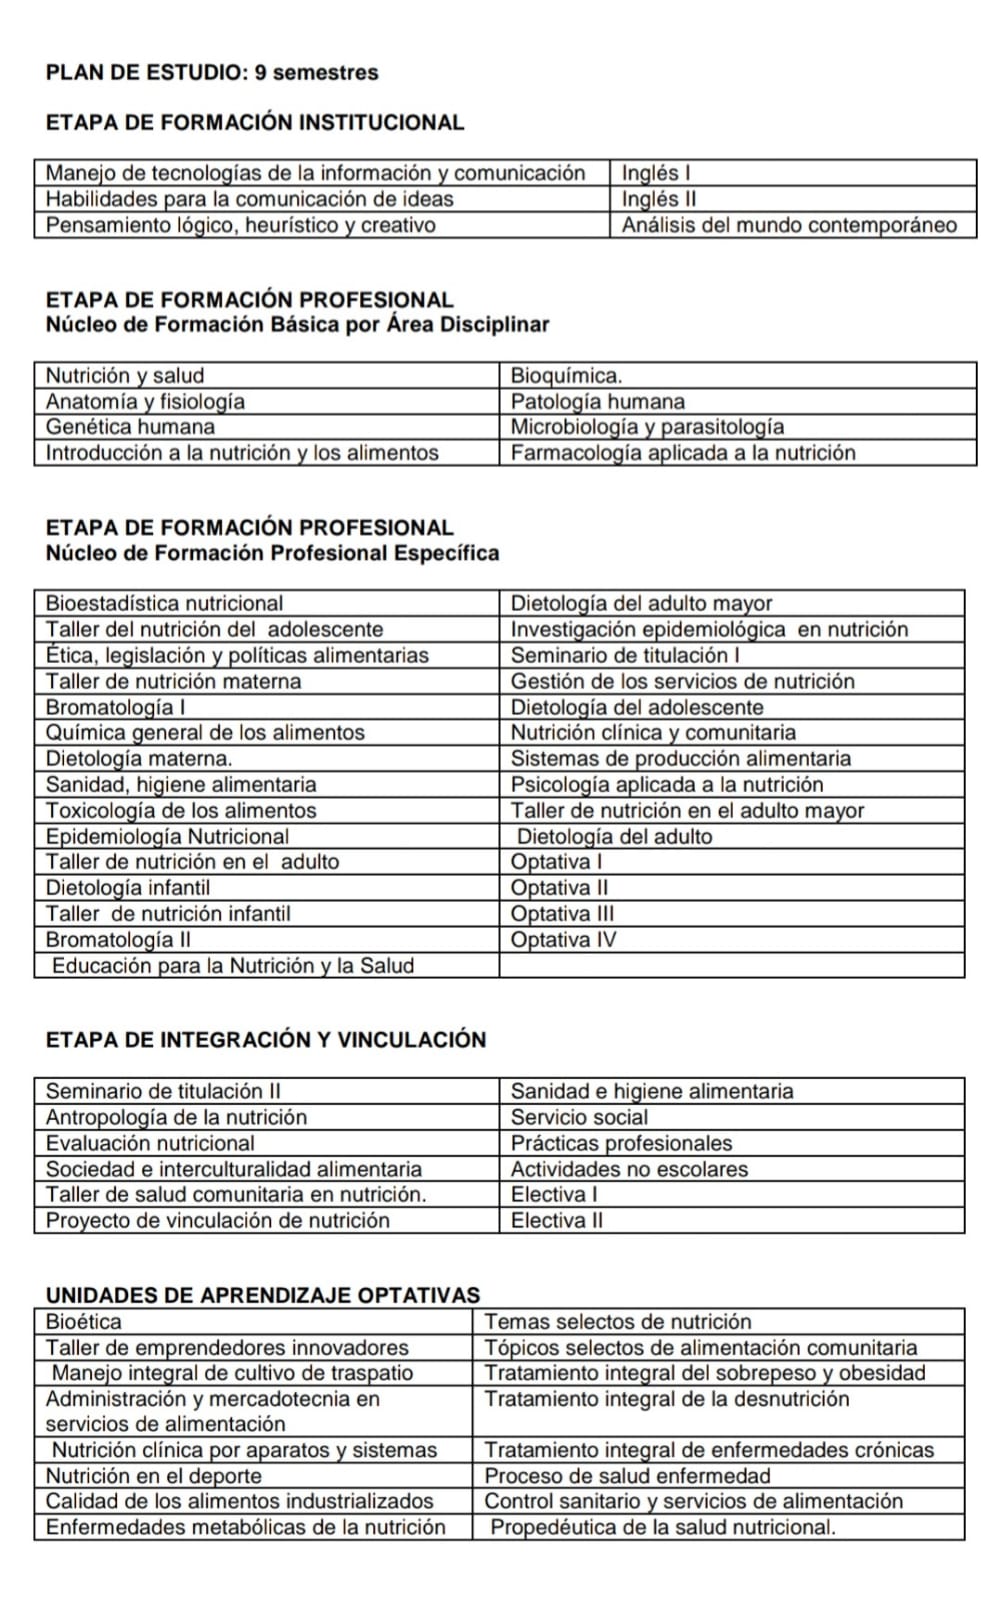 PLAN DE ESTUDIO: 9 semestres
ETAPA DE FORMACIÓN INSTITUCIONAL
Manejo de tecnologías de la información y comunicación Inglés I
Habilidades para la comunicación de ideas Inglés II
Pensamiento lógico, heurístico y creativo Análisis del mundo contemporáneo
ETAPA DE FORMACIÓN PROFESIONAL
Núcleo de Formación Básica por Área Disciplinar
Nutrición y salud Bioquímica.
Anatomía y fisiología Patología humana
Genética humana Microbiología y parasitología
Introducción a la nutrición y los alimentos Farmacología aplicada a la nutrición
ETAPA DE FORMACIÓN PROFESIONAL
Núcleo de Formación Profesional Específica
Bioestadística nutricional Dietología del adulto mayor
Taller del nutrición del adolescente Investigación epidemiológica en nutrición
Ética, legislación y políticas alimentarias Seminario de titulación I
Taller de nutrición materna Gestión de los servicios de nutrición
Bromatología I Dietología del adolescente
Química general de los alimentos Nutrición clínica y comunitaria
Dietología materna. Sistemas de producción alimentaria
Sanidad, higiene alimentaria Psicología aplicada a la nutrición
Toxicología de los alimentos Taller de nutrición en el adulto mayor
Epidemiología Nutricional Dietología del adulto
Taller de nutrición en el adulto Optativa I
Dietología infantil Optativa II
Taller de nutrición infantil Optativa III
Bromatología II Optativa IV
Educación para la Nutrición y la Salud
ETAPA DE INTEGRACIÓN Y VINCULACIÓN
Seminario de titulación II Sanidad e higiene alimentaria
Antropología de la nutrición Servicio social
Evaluación nutricional Prácticas profesionales
Sociedad e interculturalidad alimentaria Actividades no escolares
Taller de salud comunitaria en nutrición. Electiva I
Proyecto de vinculación de nutrición Electiva II
UNIDADES DE APRENDIZAJE OPTATIVAS
Bioética Temas selectos de nutrición
Taller de emprendedores innovadores Tópicos selectos de alimentación comunitaria
Manejo integral de cultivo de traspatio Tratamiento integral del sobrepeso y obesidad
Administración y mercadotecnia en Tratamiento integral de la desnutrición
servicios de alimentación
Nutrición clínica por aparatos y sistemas Tratamiento integral de enfermedades crónicas
Nutrición en el deporte Proceso de salud enfermedad
Calidad de los alimentos industrializados Control sanitario y servicios de alimentación
Enfermedades metabólicas de la nutrición Propedéutica de la salud nutricional.